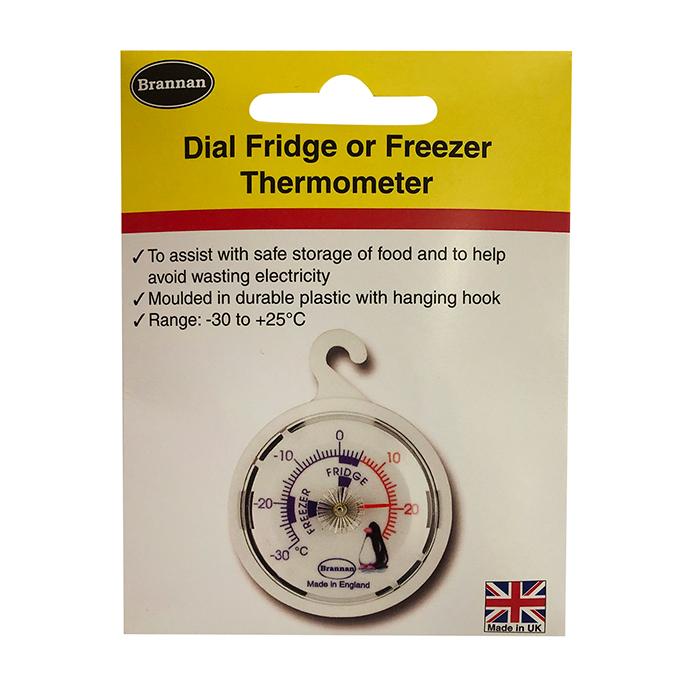 Brannan
Dial Fridge or Freezer
Thermometer
✓To assist with safe storage of food and to help
avoid wasting electricity
✓Moulded in durable plastic with hanging hook
✓Range: -30 to +25°C
0
-10
10
FRIDGE
-20
FREEZER
20
-30
°C
Brannan
Made in England
Made in UK